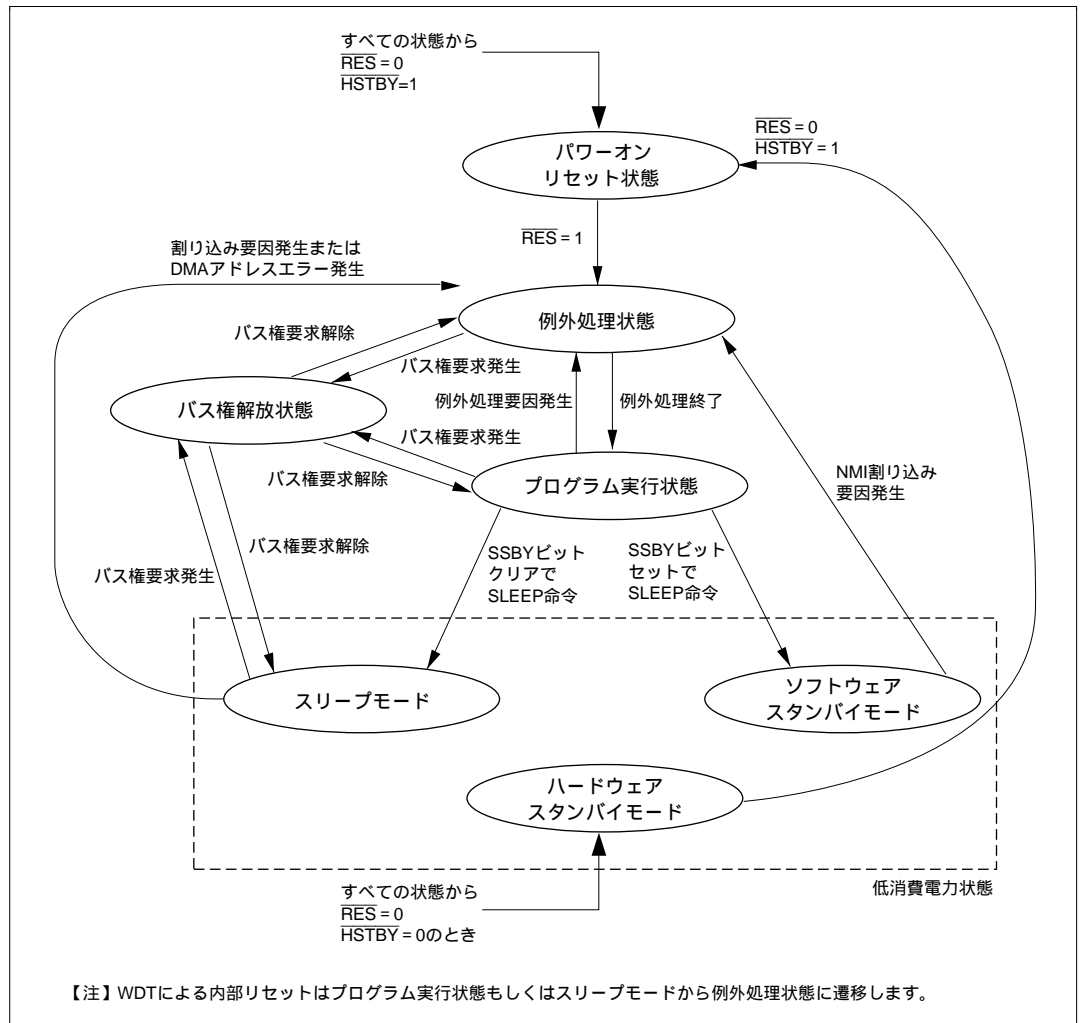 すべての状態から
RES = 0
HSTBY=1
RES = 0
HSTBY = 1
パワーオン
リセット状態
RES = 1
割り込み要因発生または
DMAアドレスエラー発生
例外処理状態
バス権要求解除
バス権要求発生
バス権解放状態
例外処理要因発生
例外処理終了
バス権要求発生
バス権要求解除
プログラム実行状態
NMI割り込み
要因発生
バス権要求解除
バス権要求発生
SSBYビット
クリアで
SLEEP命令
SSBYビット
セットで
SLEEP命令
スリープモード
ソフトウェア
スタンバイモード
ハードウェア
スタンバイモード
低消費電力状態
すべての状態から
RES = 0
HSTBY = 0のとき
【注】WDTによる内部リセットはプログラム実行状態もしくはスリープモードから例外処理状態に遷移します。